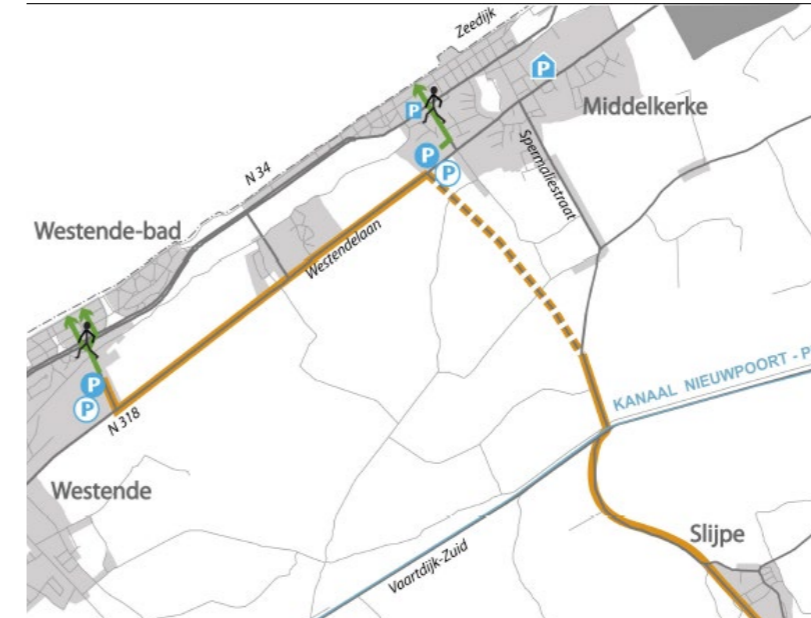 Zeedijk
P
P
Middelkerke
P
P
Spermaliestraat
N 34
Westende-bad
Westendelaan
KANAAL NIEUWPOORT - P
P
P
N 318
Westende
Slijpe
Vaartdijk-Zuid